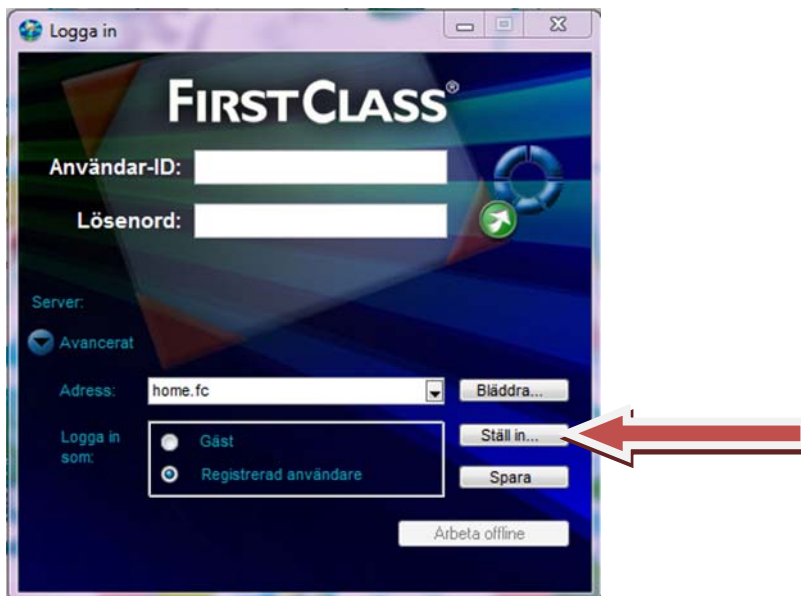 Logga in
FIRSTCLASS®
Användar-ID:
Lösenord:
Server:
Avancerat
Adress: home.fc Bläddra...
Logga in som: Gäst Ställ in...
Registrerad användare Spara
Arbeta offline